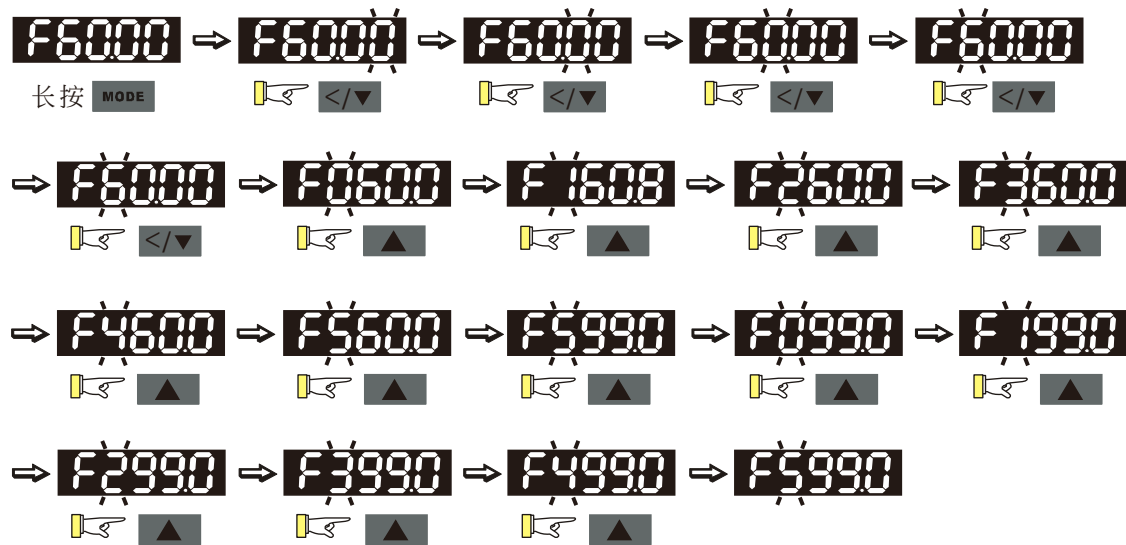 F60.00 F60.00 F60.00 F60.00 F60.00
长按 MODE </▼ </▼ </▼ </▼
F60.00 F060.0 F160.8 F260.0 F360.0
</▼ ▲ ▲ ▲ ▲
F460.0 F560.0 F599.0 F099.0 F199.0
▲ ▲ ▲ ▲ ▲
F299.0 F399.0 F499.0 F599.0
▲ ▲ ▲